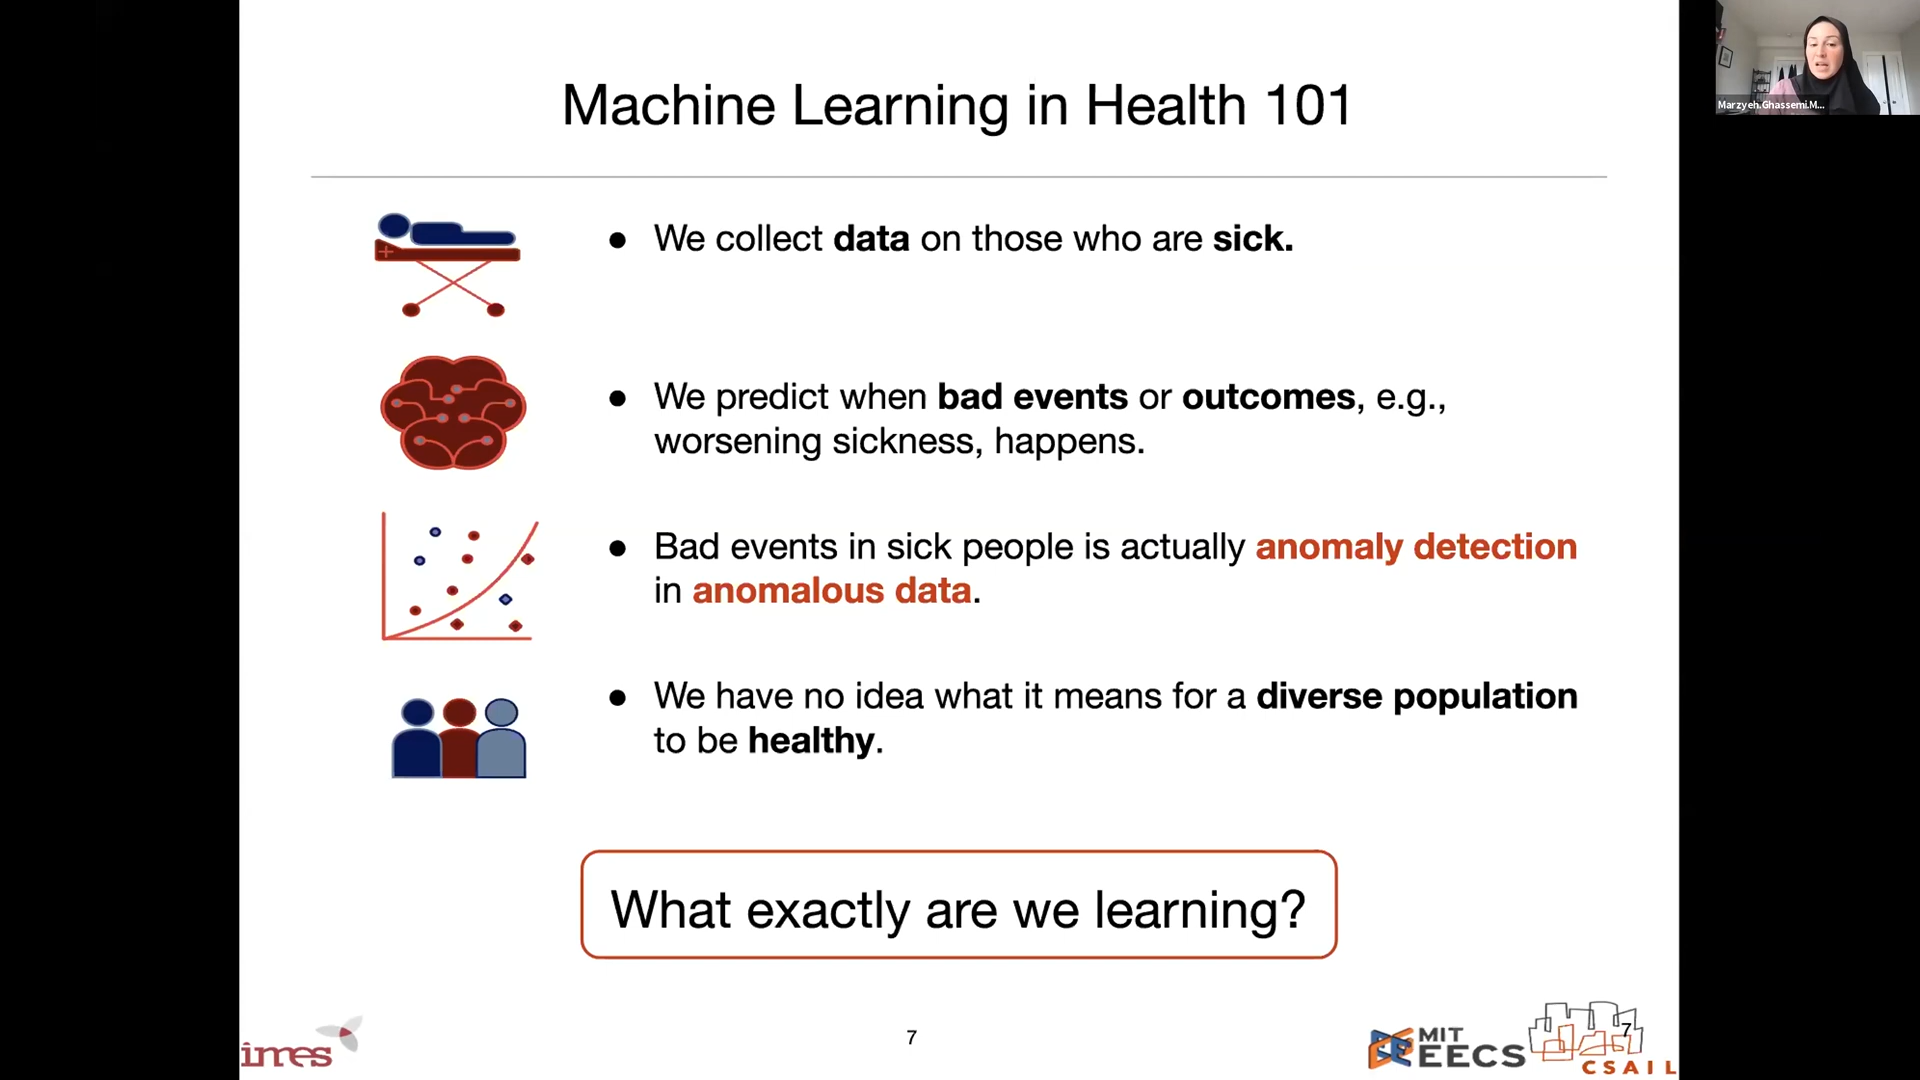 Machine Learning in Health 101
Marzyeh.Ghassemi.M...
● We collect data on those who are sick.
● We predict when bad events or outcomes, e.g.,
worsening sickness, happens.
● Bad events in sick people is actually anomaly detection
in anomalous data.
● We have no idea what it means for a diverse population
to be healthy.
What exactly are we learning?
imes
7
MIT
EECS
7
CSAIL